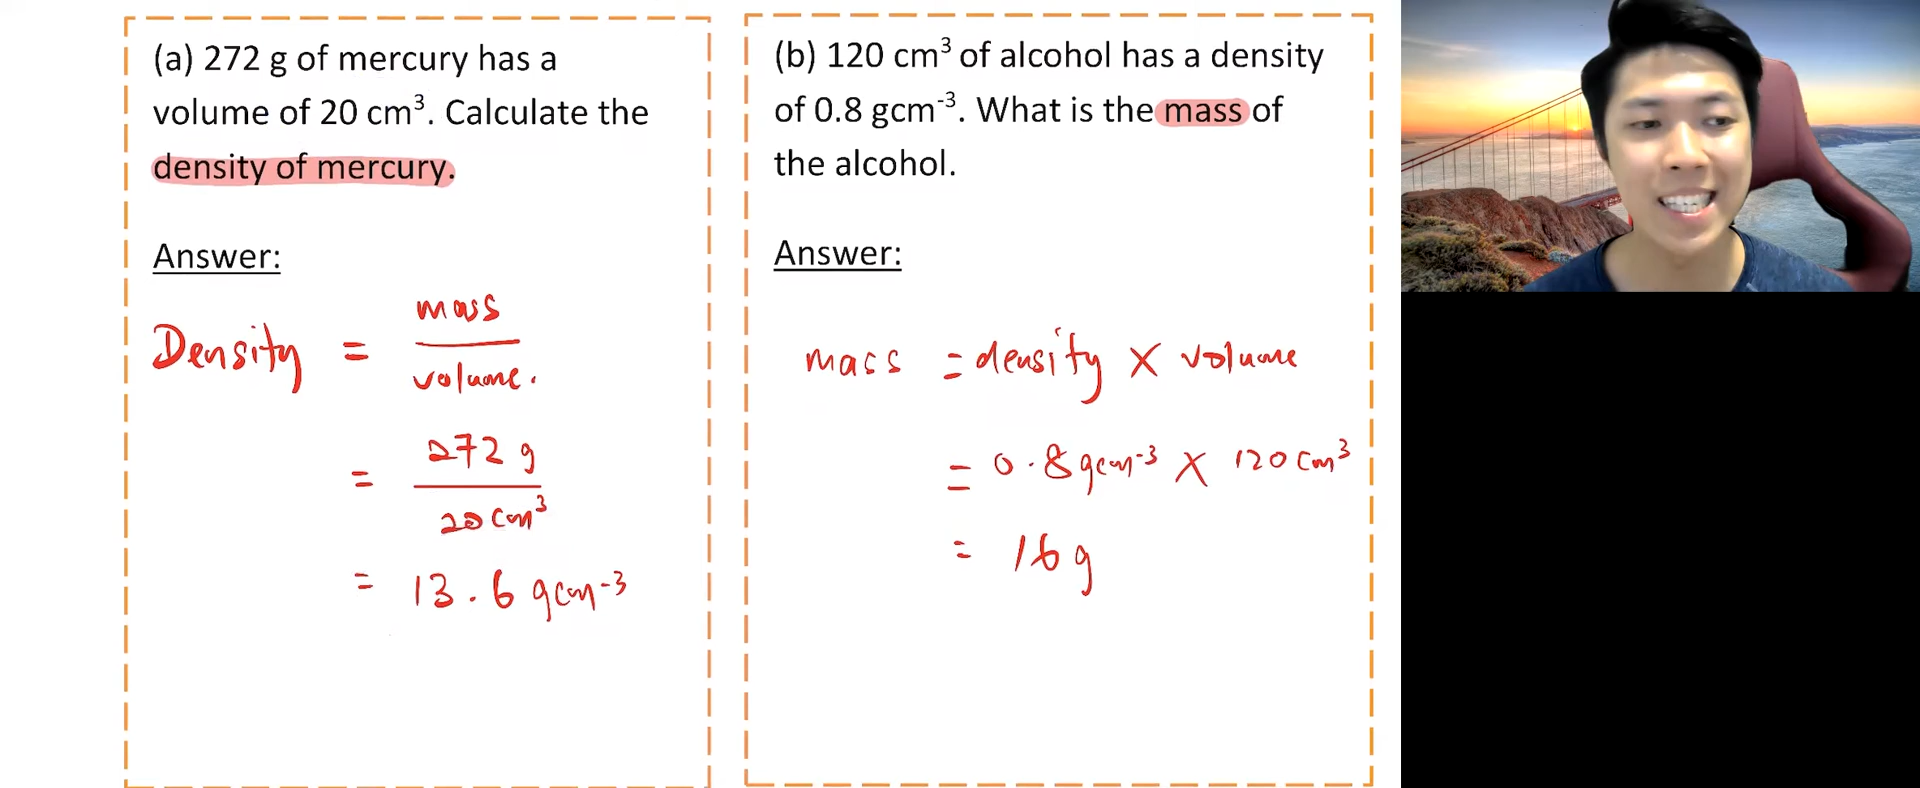 (a) 272 g of mercury has a
volume of 20 cm³. Calculate the
density of mercury.
Answer:
Density = mass
volume.
= 272 g
20 cm³
= 13.6 gcm⁻³
(b) 120 cm³ of alcohol has a density
of 0.8 gcm⁻³. What is the mass of
the alcohol.
Answer:
mass = density × volume
= 0.8 gcm⁻³ × 120 cm³
= 16 g